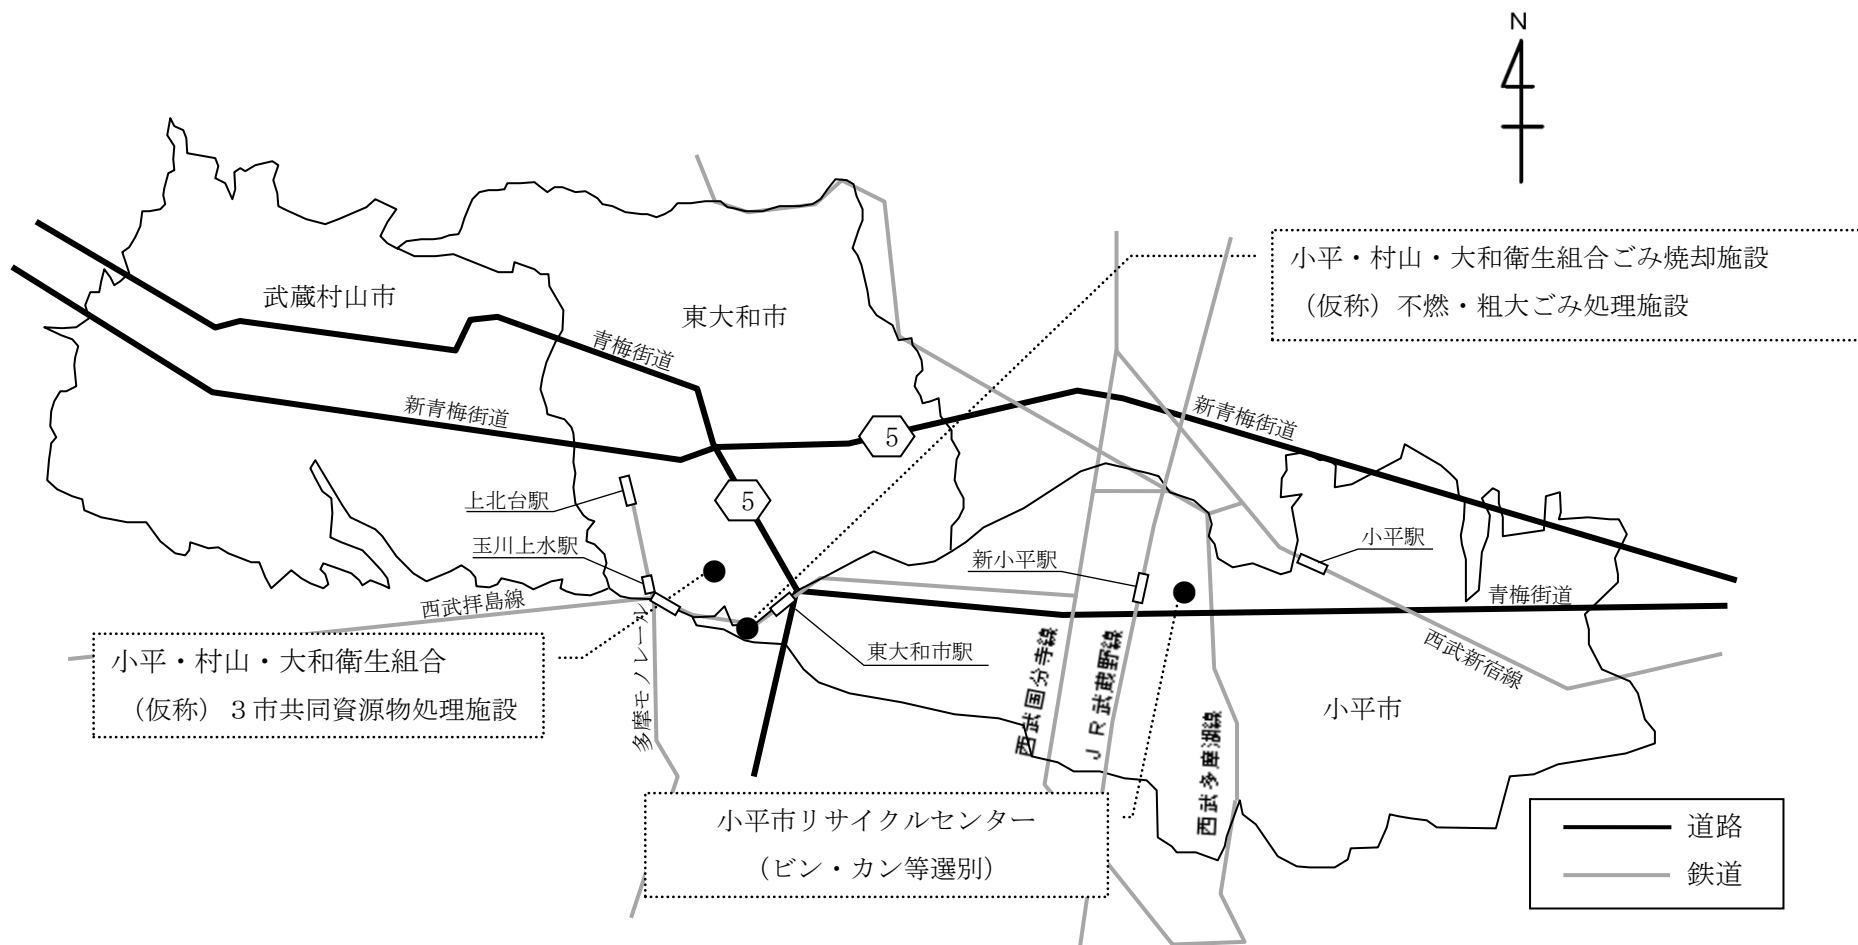 N
小平・村山・大和衛生組合ごみ焼却施設
（仮称）不燃・粗大ごみ処理施設
武蔵村山市
東大和市
青梅街道
新青梅街道
新青梅街道
5
5
上北台駅
玉川上水駅
新小平駅
小平駅
西武拝島線
青梅街道
東大和市駅
西武新宿線
小平・村山・大和衛生組合
（仮称）３市共同資源物処理施設
多摩モノレール
西武国分寺線
ＪＲ武蔵野線
西武多摩湖線
小平市
小平市リサイクルセンター
（ビン・カン等選別）
道路
鉄道